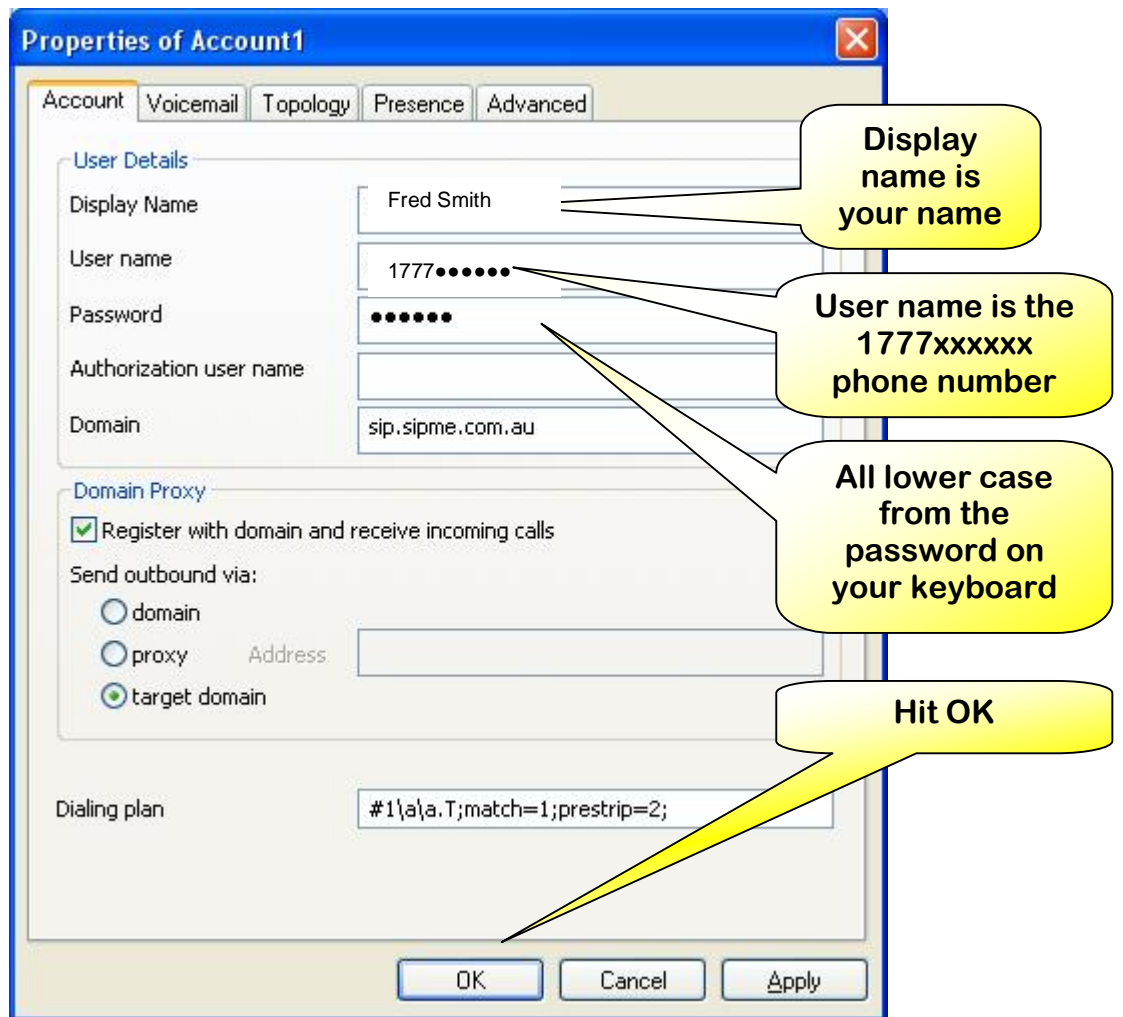 Properties of Account1
Account Voicemail Topology Presence Advanced
User Details
Display Name Fred Smith
Display
name is
your name
User name 1777●●●●●●
User name is the
1777xxxxxx
phone number
Password ●●●●●●
Authorization user name
Domain sip.sipme.com.au
All lower case
from the
password on
your keyboard
Domain Proxy
Register with domain and receive incoming calls
Send outbound via:
domain
proxy Address
target domain
Hit OK
Dialing plan #1\a\a.T;match=1;prestrip=2;
OK Cancel Apply